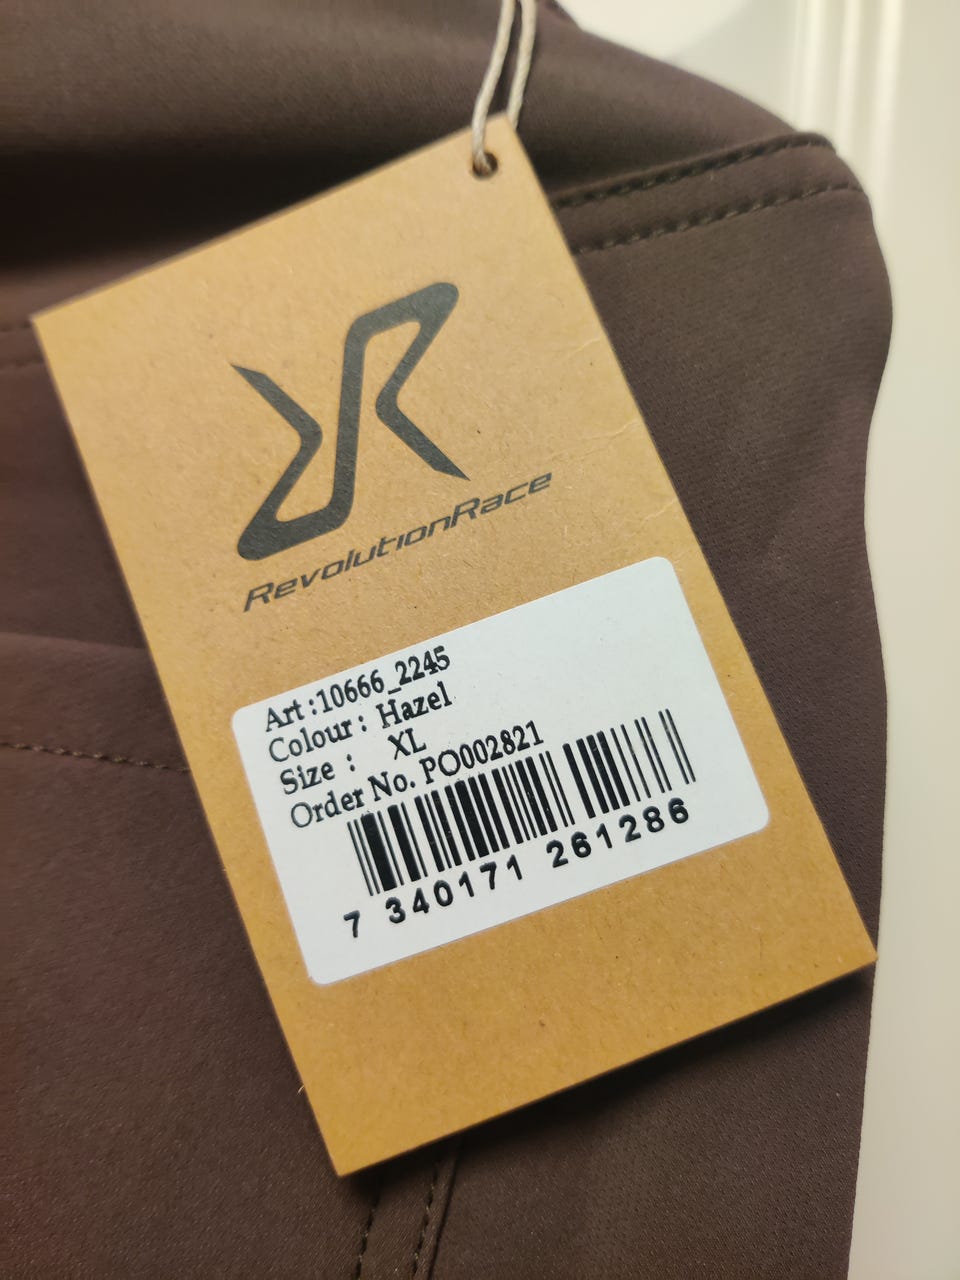 RevolutionRace
Art :10666_2245
Colour : Hazel
Size : XL
Order No. PO002821
7 340171 261286